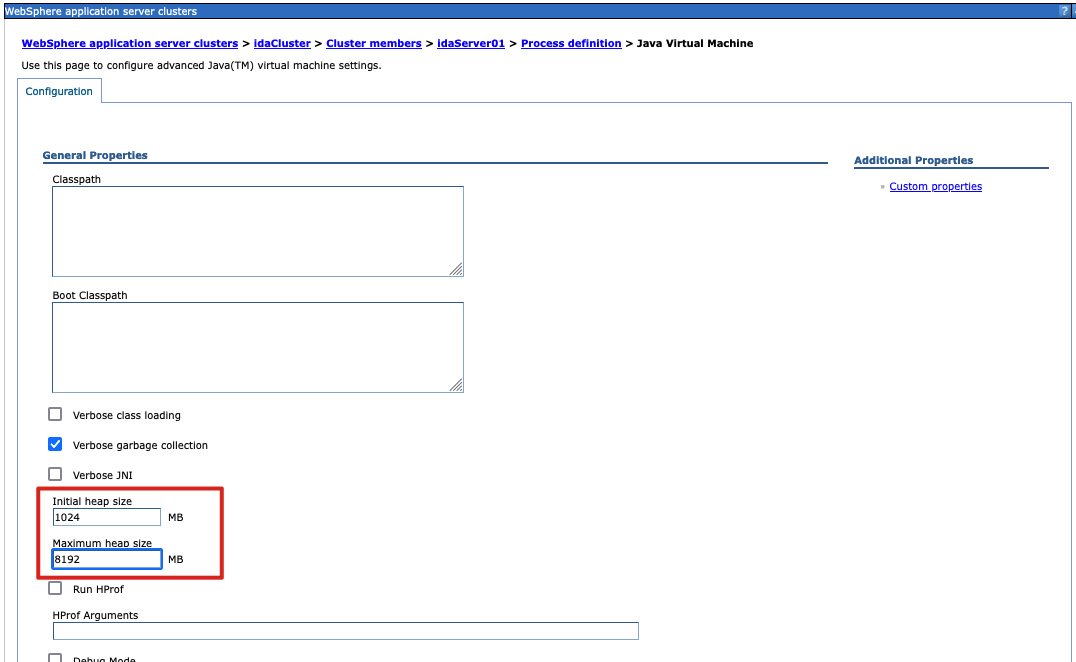 WebSphere application server clusters ?
WebSphere application server clusters > idaCluster > Cluster members > idaServer01 > Process definition > Java Virtual Machine
Use this page to configure advanced Java(TM) virtual machine settings.
Configuration
General Properties
Additional Properties
Classpath
Custom properties
Boot Classpath
Verbose class loading
Verbose garbage collection
Verbose JNI
Initial heap size
1024 MB
Maximum heap size
8192 MB
Run HProf
HProf Arguments
Debug Mode